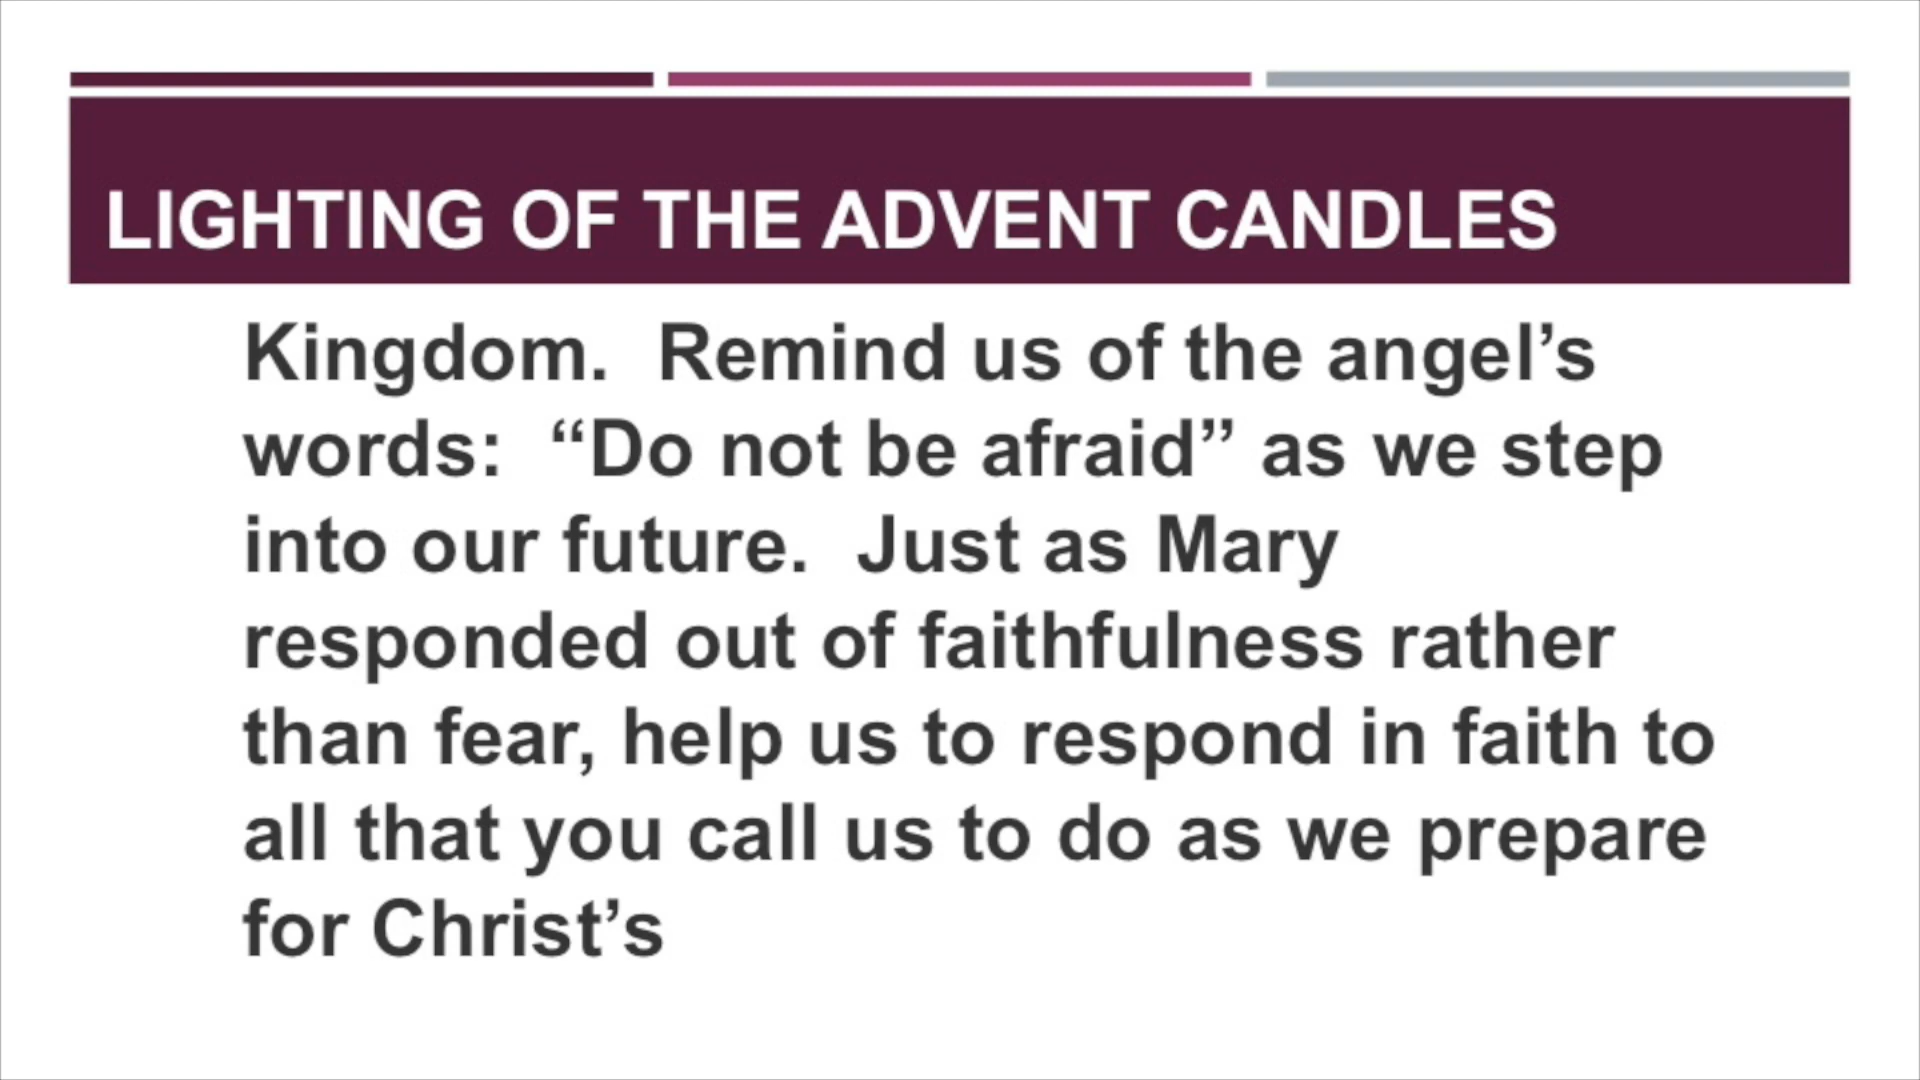 LIGHTING OF THE ADVENT CANDLES
Kingdom.  Remind us of the angel’s
words:  “Do not be afraid” as we step
into our future.  Just as Mary
responded out of faithfulness rather
than fear, help us to respond in faith to
all that you call us to do as we prepare
for Christ’s